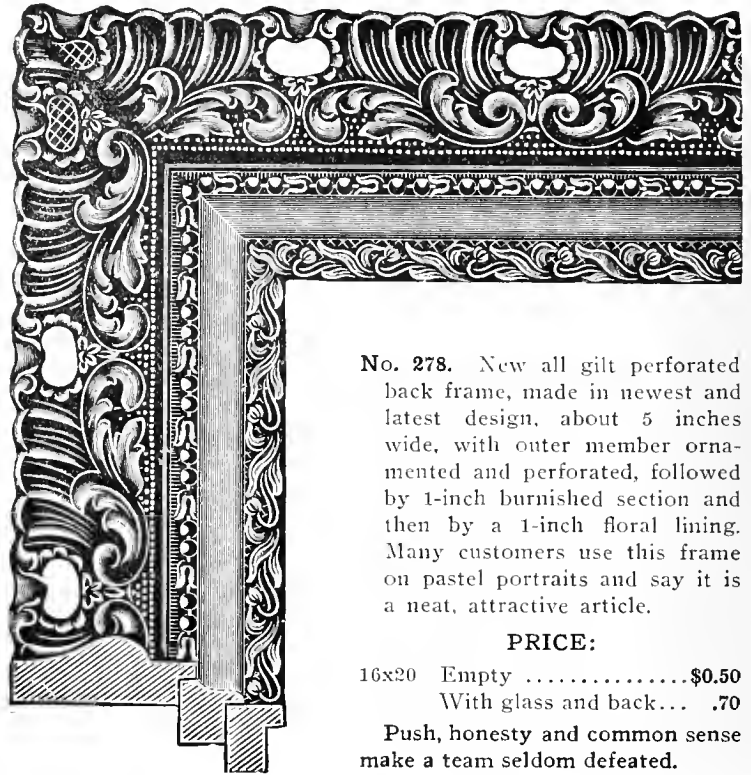 No. 278. New all gilt perforated
back frame, made in newest and
latest design, about 5 inches
wide, with outer member orna-
mented and perforated, followed
by 1-inch burnished section and
then by a 1-inch floral lining.
Many customers use this frame
on pastel portraits and say it is
a neat, attractive article.
PRICE:
16x20 Empty ...............$0.50
With glass and back... .70
Push, honesty and common sense
make a team seldom defeated.